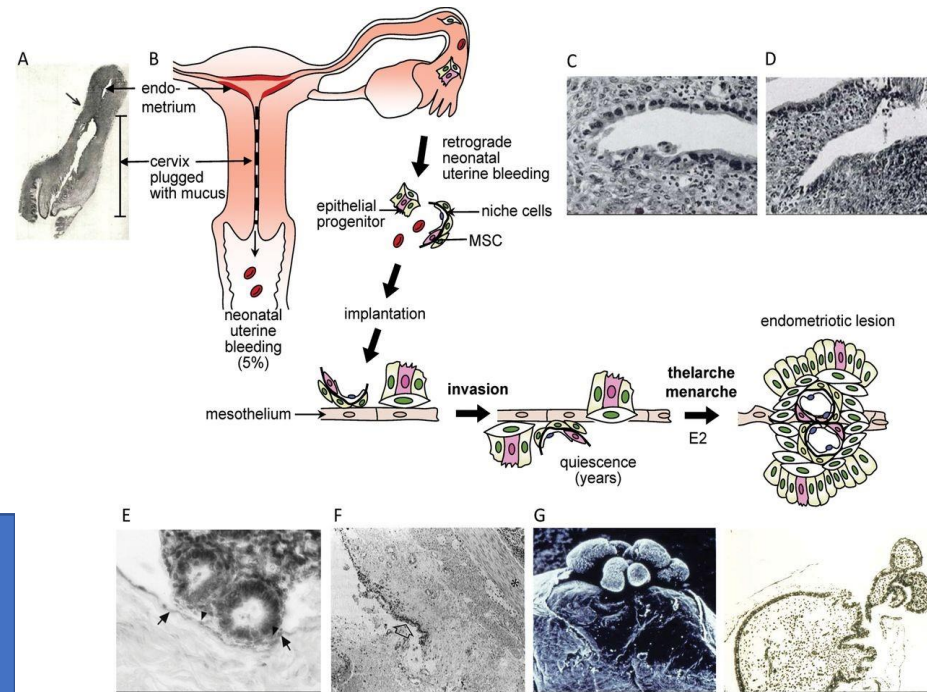 A
B
C
D
endo-
metrium
cervix
plugged
with mucus
neonatal
uterine
bleeding
(5%)
retrograde
neonatal
uterine bleeding
epithelial
progenitor
niche cells
MSC
implantation
mesothelium
invasion
quiescence
(years)
thelarche
menarche
E2
endometriotic lesion
E
F
*
G